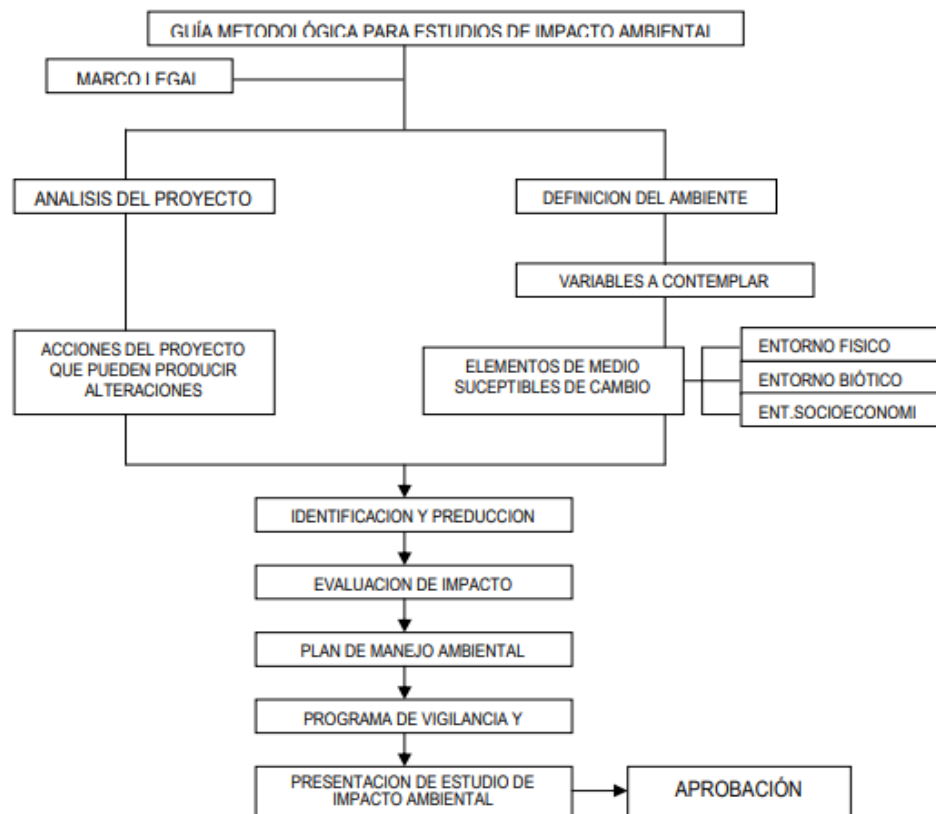 GUÍA METODOLÓGICA PARA ESTUDIOS DE IMPACTO AMBIENTAL
MARCO LEGAL
ANALISIS DEL PROYECTO
DEFINICION DEL AMBIENTE
VARIABLES A CONTEMPLAR
ACCIONES DEL PROYECTO
QUE PUEDEN PRODUCIR
ALTERACIONES
ELEMENTOS DE MEDIO
SUCEPTIBLES DE CAMBIO
ENTORNO FISICO
ENTORNO BIÓTICO
ENT.SOCIOECONOMI
IDENTIFICACION Y PREDUCCION
EVALUACION DE IMPACTO
PLAN DE MANEJO AMBIENTAL
PROGRAMA DE VIGILANCIA Y
PRESENTACION DE ESTUDIO DE
IMPACTO AMBIENTAL
APROBACIÓN